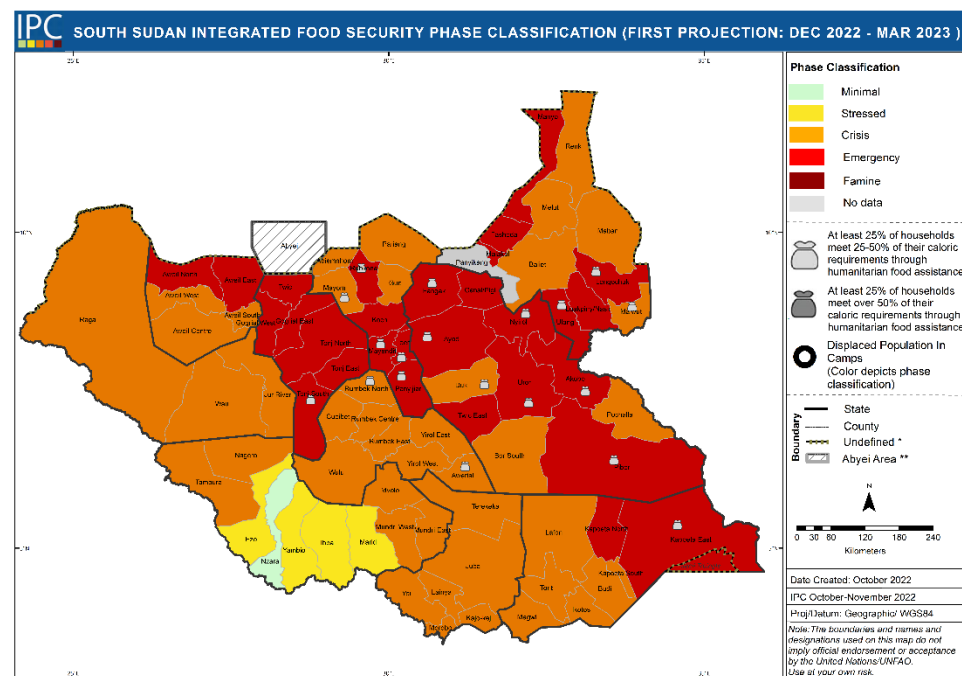 IPC
SOUTH SUDAN INTEGRATED FOOD SECURITY PHASE CLASSIFICATION (FIRST PROJECTION: DEC 2022 - MAR 2023 )
Phase Classification
Minimal
Stressed
Crisis
Emergency
Famine
No data
At least 25% of households
meet 25-50% of their caloric
requirements through
humanitarian food assistance
At least 25% of households
meet over 50% of their
caloric requirements through
humanitarian food assistance
Displaced Population In
Camps
(Color depicts phase
classification)
Boundary
State
County
Undefined *
Abyei Area **
N
0 30 60 120 180 240
Kilometers
Date Created: October 2022
IPC October-November 2022
Proj/Datum: Geographic/ WGS84
Note: The boundaries and names and
designations used on this map do not
imply official endorsement or acceptance
by the United Nations/UNFAO.
Use at your own risk.
Manyo
Renk
Melut
Maban
Fashoda
Panyikang
Baliet
Abyei
Pariang
Mayom
Guit
Aweil North
Aweil East
Aweil West
Aweil South
Aweil Centre
Raga
Twic
Gogrial East
Koch
Fangak
Ayod
Nasir
Ulang
Tonj North
Tonj East
Tonj South
Mayendit
Panyijiar
Duk
Uror
Akobo
Wau
Jur River
Rumbek North
Cueibet
Rumbek Centre
Rumbek East
Yirol East
Yirol West
Awerial
Twic East
Pochalla
Bor South
Pibor
Wulu
Nagero
Tambura
Ezo
Nzara
Yambio
Ibba
Maridi
Mvolo
Mundri West
Mundri East
Terekeka
Juba
Lafon
Kapoeta North
Kapoeta East
Kapoeta South
Budi
Torit
Ikotos
Magwi
Yei
Lainya
Morobo
Kajo-keji